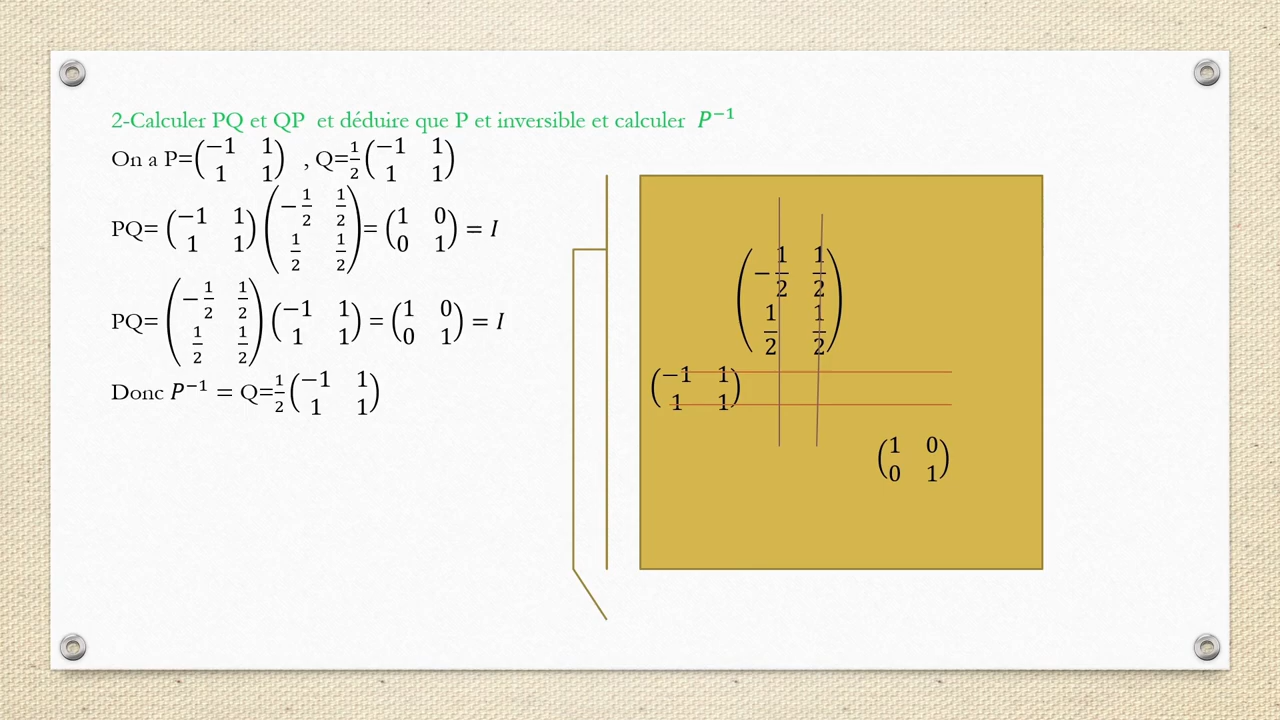 2-Calculer PQ et QP et déduire que P et inversible et calculer P⁻¹
On a P=(−1 1
1 1) , Q=1/2(−1 1
1 1)
PQ= (−1 1
1 1)(−1/2 1/2
1/2 1/2)=(1 0
0 1) = I
PQ=(−1/2 1/2
1/2 1/2)(−1 1
1 1) = (1 0
0 1) = I
Donc P⁻¹ = Q=1/2(−1 1
1 1)
(−1/2 1/2
1/2 1/2)
(−1 1
1 1)
(1 0
0 1)